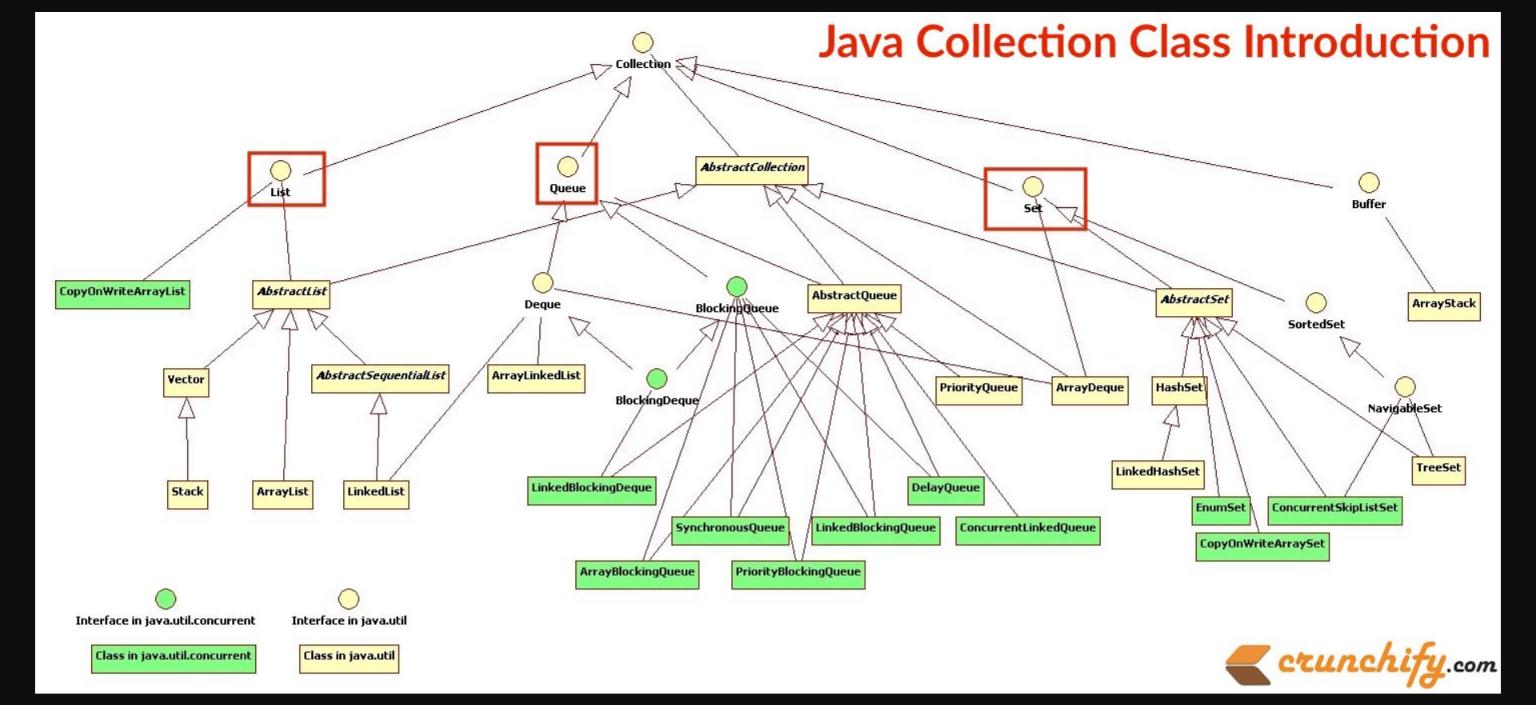 Java Collection Class Introduction
Collection
List
Queue
AbstractCollection
Set
Buffer
CopyOnWriteArrayList
AbstractList
Deque
BlockingQueue
AbstractQueue
AbstractSet
SortedSet
ArrayStack
Vector
AbstractSequentialList
ArrayLinkedList
BlockingDeque
PriorityQueue
ArrayDeque
HashSet
NavigableSet
Stack
ArrayList
LinkedList
LinkedBlockingDeque
DelayQueue
LinkedHashSet
TreeSet
SynchronousQueue
LinkedBlockingQueue
ConcurrentLinkedQueue
EnumSet
ConcurrentSkipListSet
ArrayBlockingQueue
PriorityBlockingQueue
CopyOnWriteArraySet
Interface in java.util.concurrent
Interface in java.util
Class in java.util.concurrent
Class in java.util
crunchify.com